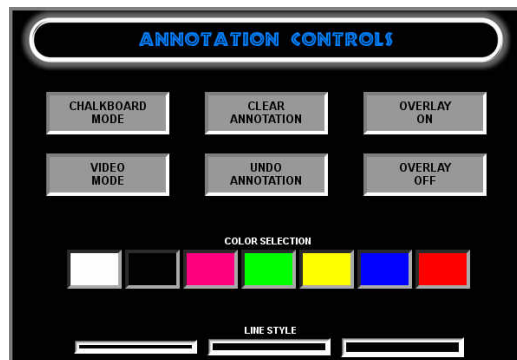 ANNOTATION CONTROLS
CHALKBOARD
MODE
CLEAR
ANNOTATION
OVERLAY
ON
VIDEO
MODE
UNDO
ANNOTATION
OVERLAY
OFF
COLOR SELECTION
LINE STYLE